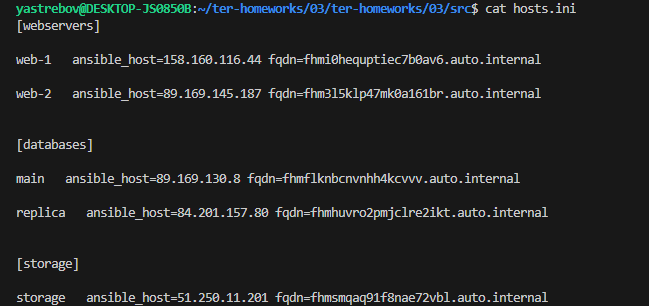 yastrebov@DESKTOP-JS0850B:~/ter-homeworks/03/ter-homeworks/03/src$ cat hosts.ini
[webservers]
web-1 ansible_host=158.160.116.44 fqdn=fhmi0hequptiec7b0av6.auto.internal
web-2 ansible_host=89.169.145.187 fqdn=fhm3l5klp47mk0a161br.auto.internal
[databases]
main ansible_host=89.169.130.8 fqdn=fhmflknbcnvnhh4kcvvv.auto.internal
replica ansible_host=84.201.157.80 fqdn=fhmhuvro2pmjclre2ikt.auto.internal
[storage]
storage ansible_host=51.250.11.201 fqdn=fhmsmqaq91f8nae72vbl.auto.internal